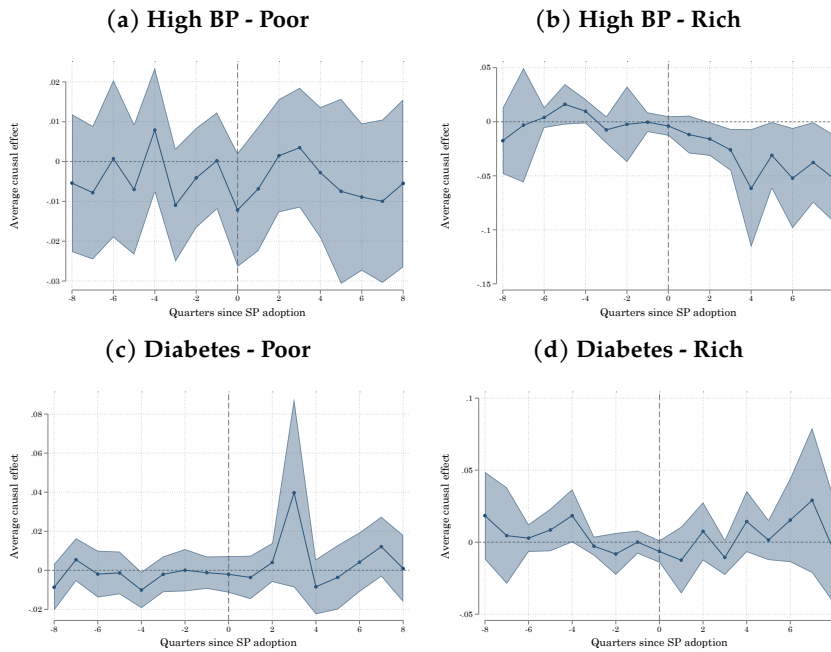 (a) High BP - Poor
(b) High BP - Rich
Average causal effect
.02
.01
0
-.01
-.02
-.03
-8 -6 -4 -2 0 2 4 6 8
Quarters since SP adoption
Average causal effect
.05
0
-.05
-.1
-.15
-8 -6 -4 -2 0 2 4 6
Quarters since SP adoption
(c) Diabetes - Poor
(d) Diabetes - Rich
Average causal effect
.08
.06
.04
.02
0
-.02
-8 -6 -4 -2 0 2 4 6 8
Quarters since SP adoption
Average causal effect
.1
.05
0
-.05
-8 -6 -4 -2 0 2 4 6
Quarters since SP adoption